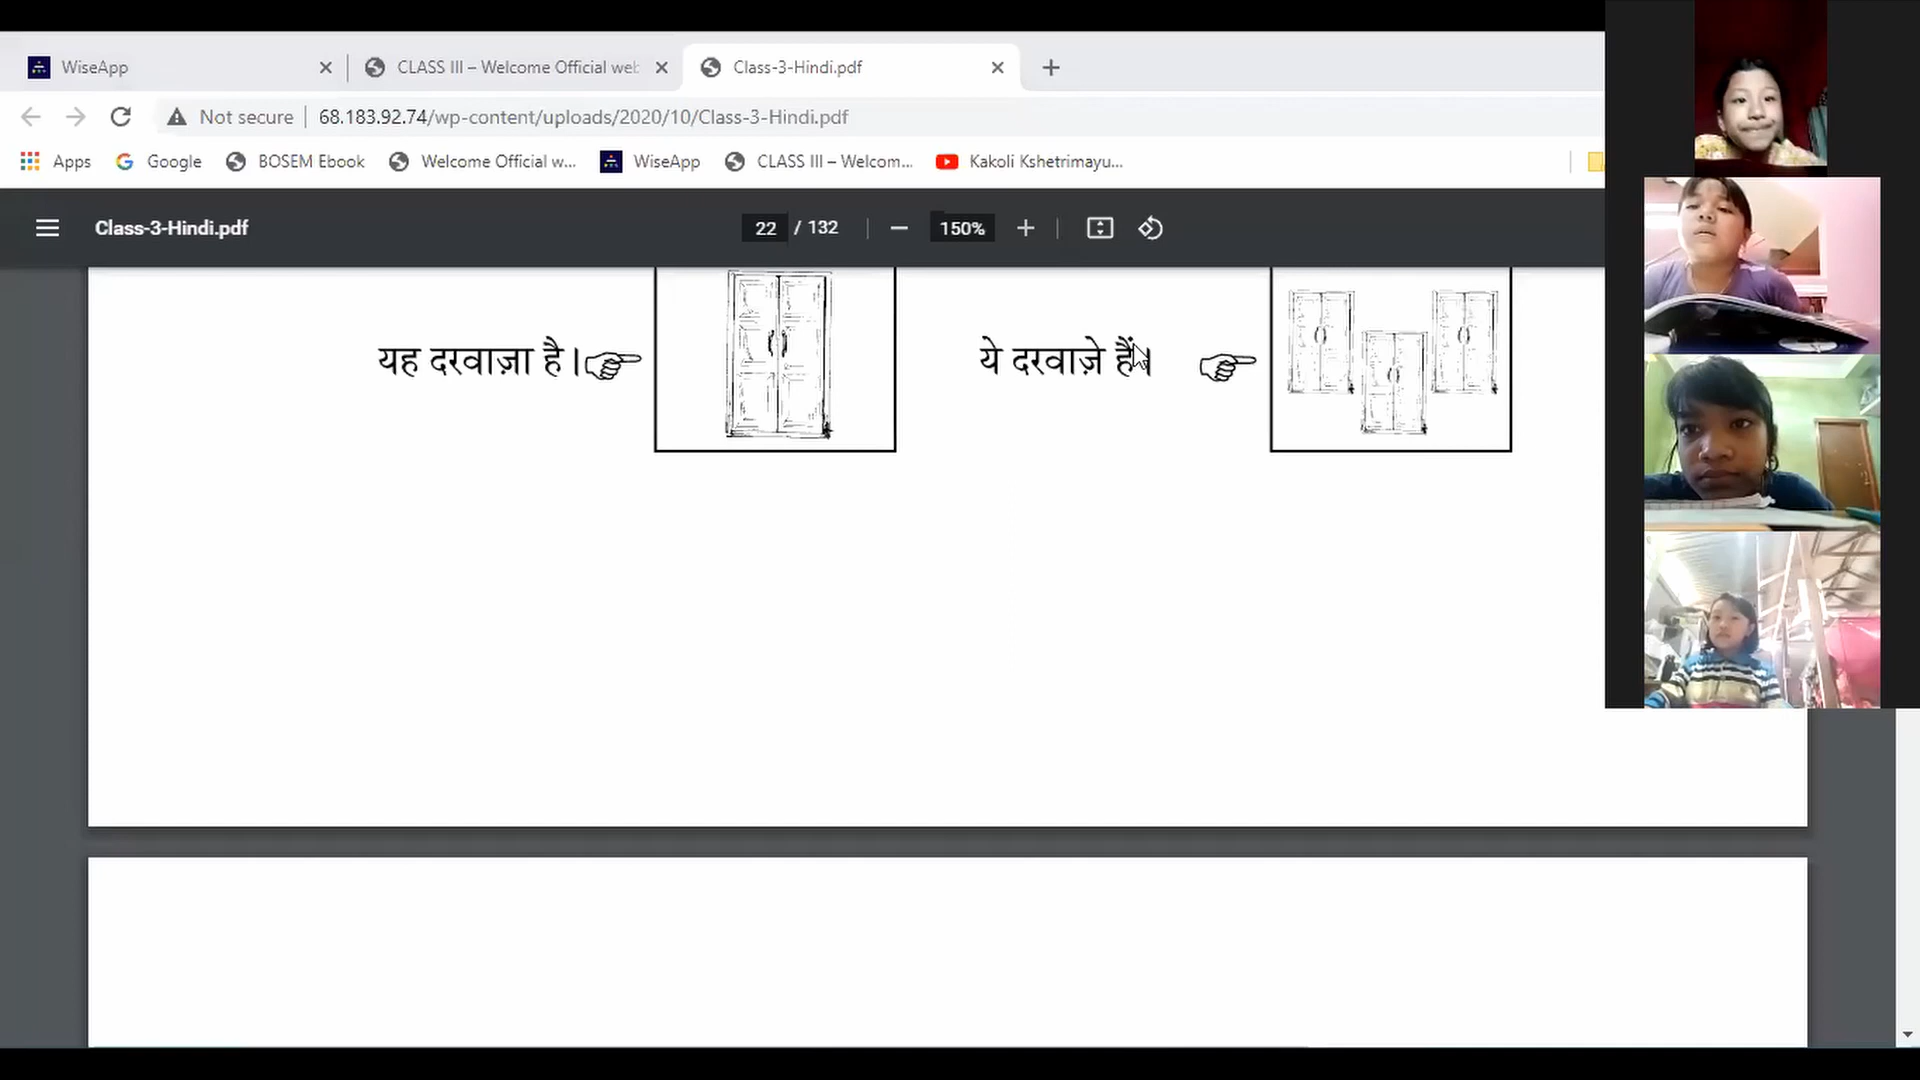 WiseApp
CLASS III – Welcome Official web
Class-3-Hindi.pdf
Not secure
68.183.92.74/wp-content/uploads/2020/10/Class-3-Hindi.pdf
Apps
Google
BOSEM Ebook
Welcome Official w...
WiseApp
CLASS III – Welcom...
Kakoli Kshetrimayu...
Class-3-Hindi.pdf
22 / 132
150%
यह दरवाज़ा है।
ये दरवाज़े हैं।